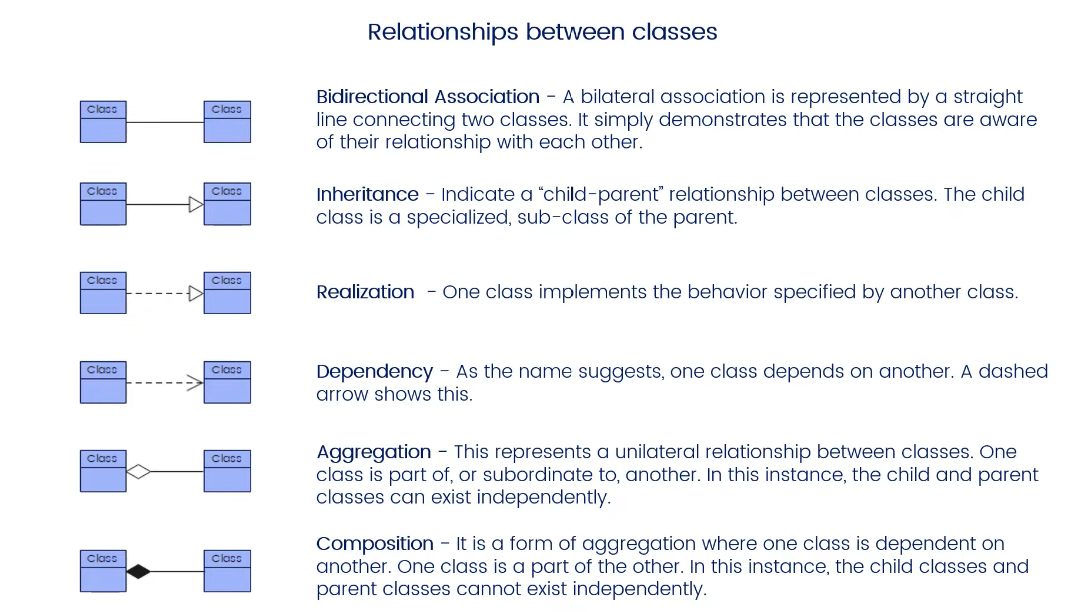 Relationships between classes
Class Class
Bidirectional Association - A bilateral association is represented by a straight
line connecting two classes. It simply demonstrates that the classes are aware
of their relationship with each other.
Class Class
Inheritance - Indicate a “child-parent” relationship between classes. The child
class is a specialized, sub-class of the parent.
Class Class
Realization - One class implements the behavior specified by another class.
Class Class
Dependency - As the name suggests, one class depends on another. A dashed
arrow shows this.
Class Class
Aggregation - This represents a unilateral relationship between classes. One
class is part of, or subordinate to, another. In this instance, the child and parent
classes can exist independently.
Class Class
Composition - It is a form of aggregation where one class is dependent on
another. One class is a part of the other. In this instance, the child classes and
parent classes cannot exist independently.